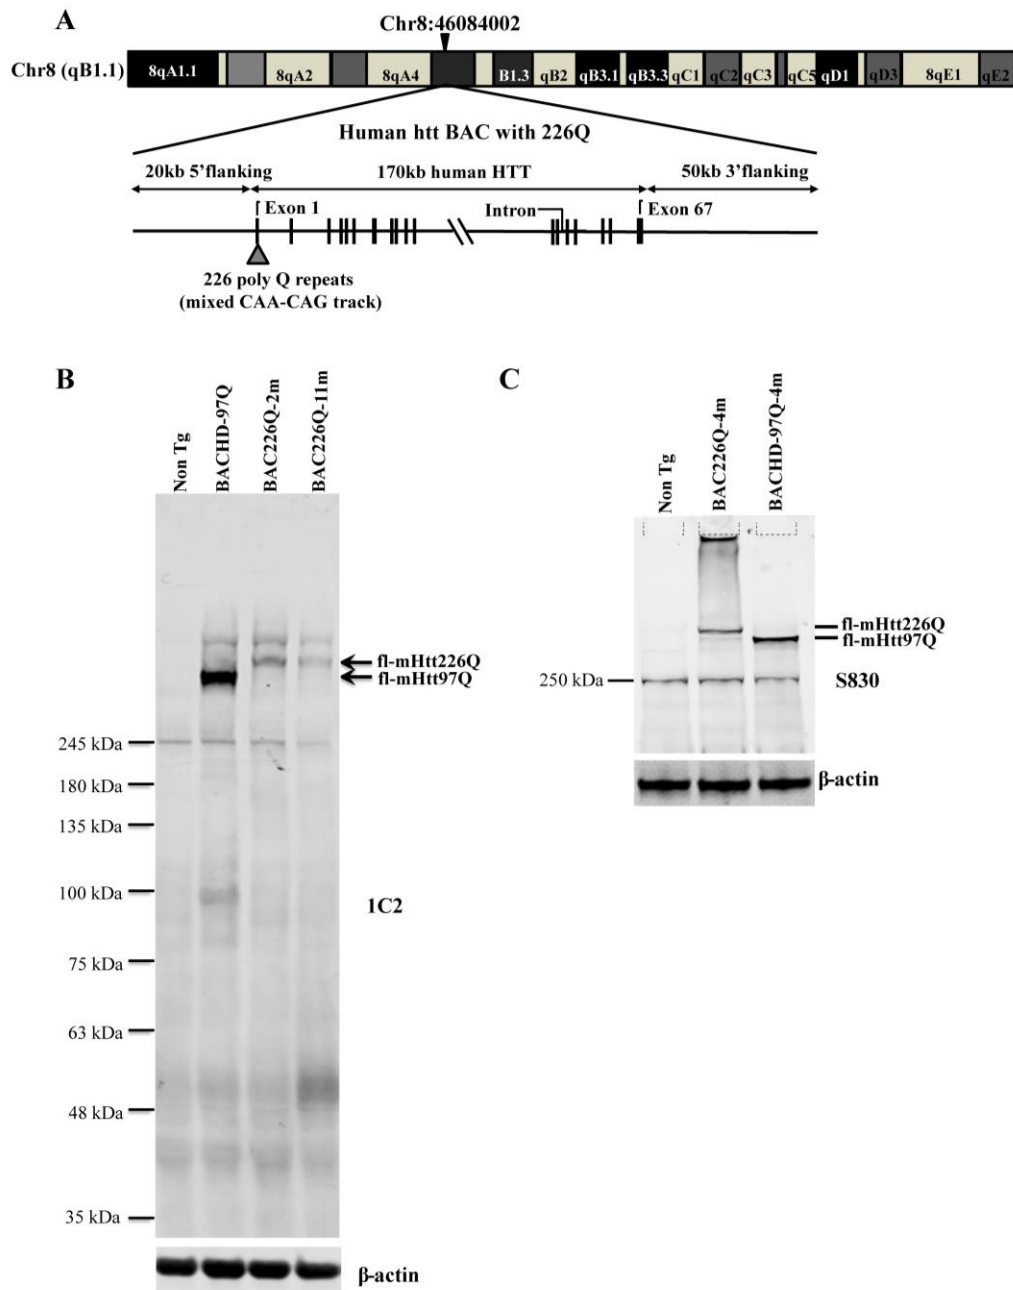 A
Chr8:46084002
Chr8 (qB1.1)
8qA1.1 8qA2 8qA4 B1.3 qB2 qB3.1 qB3.3 qC1 qC2 qC3 qC5 qD1 qD3 8qE1 qE2
Human htt BAC with 226Q
20kb 5'flanking 170kb human HTT 50kb 3'flanking
Exon 1 Intron Exon 67
226 poly Q repeats
(mixed CAA-CAG track)
B
Non Tg
BACHD-97Q
BAC226Q-2m
BAC226Q-11m
fl-mHtt226Q
fl-mHtt97Q
245 kDa
180 kDa
135 kDa
100 kDa
1C2
75 kDa
63 kDa
48 kDa
35 kDa
β-actin
C
Non Tg
BAC226Q-4m
BACHD-97Q-4m
fl-mHtt226Q
fl-mHtt97Q
250 kDa
S830
β-actin